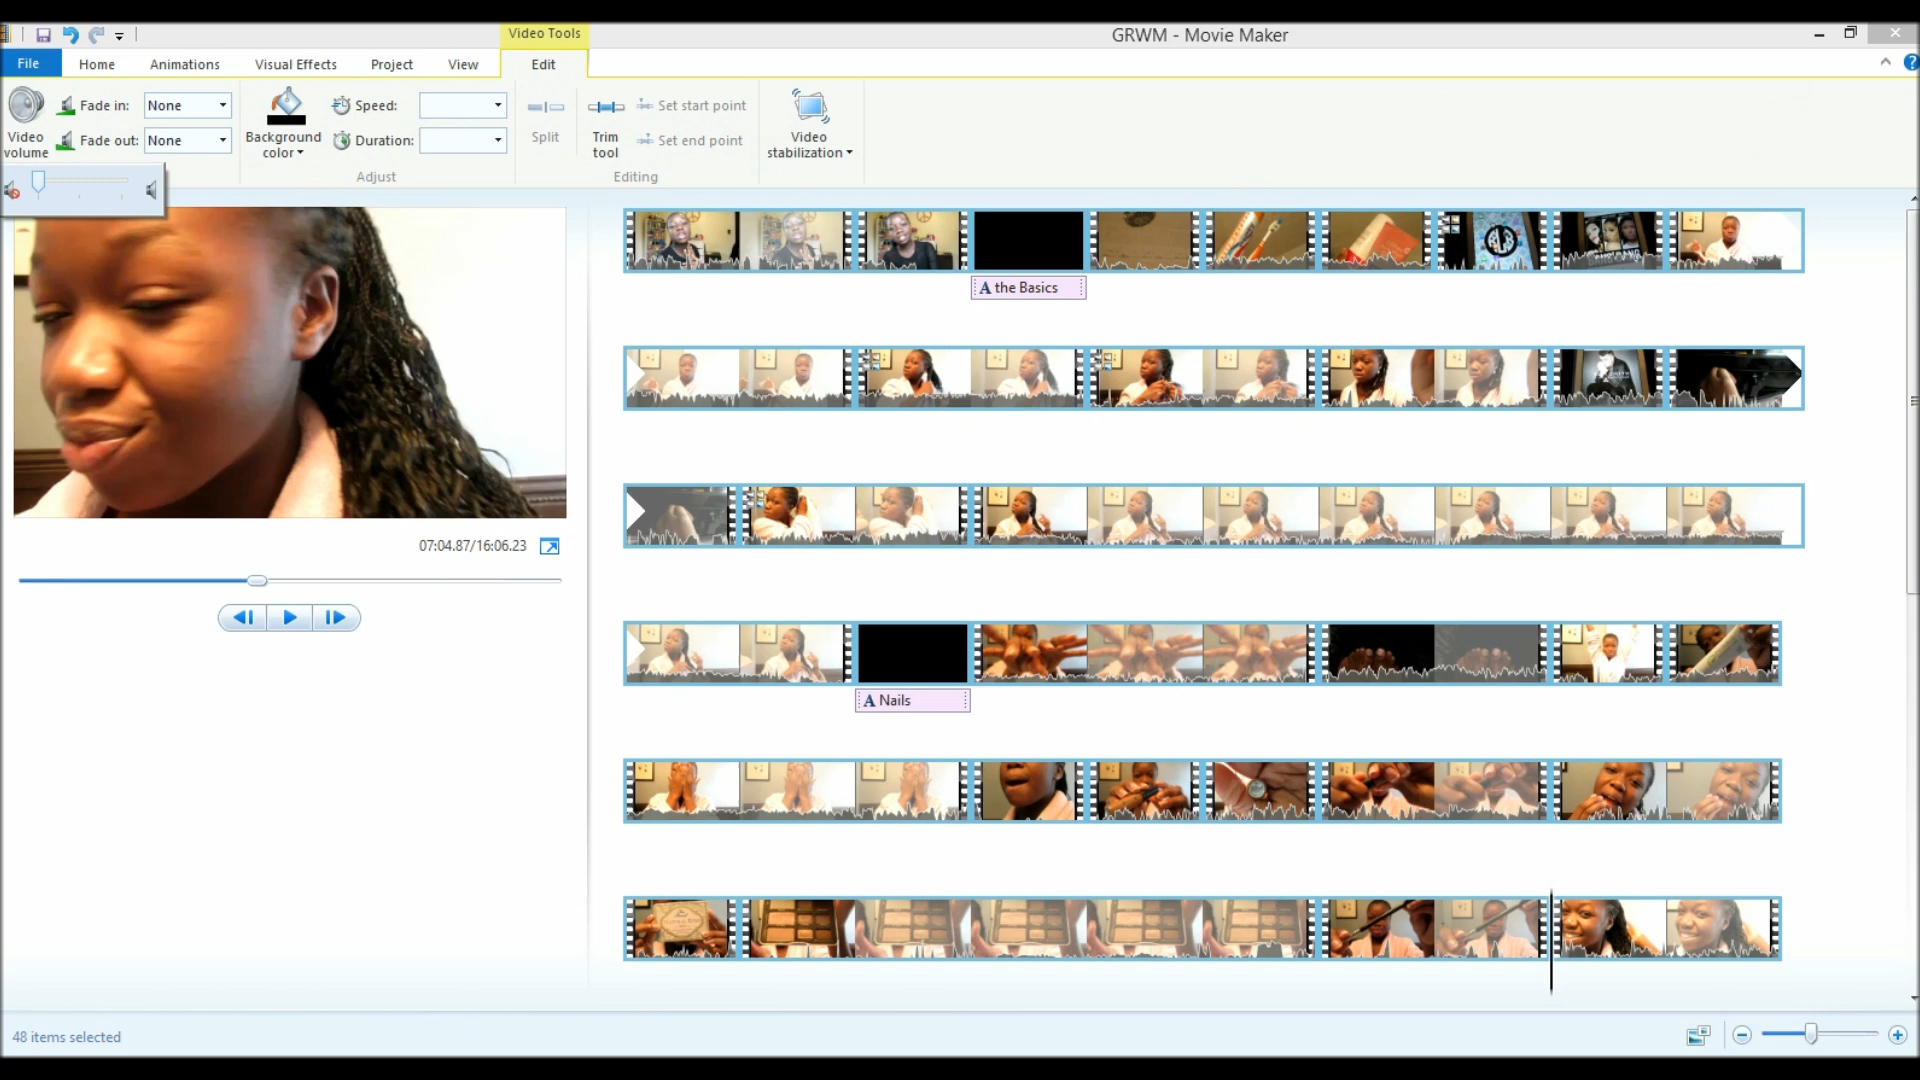 Video Tools
GRWM - Movie Maker
File
Home
Animations
Visual Effects
Project
View
Edit
Video volume
Fade in:
None
Fade out:
None
Background color
Speed:
Duration:
Adjust
Split
Trim tool
Set start point
Set end point
Editing
Video stabilization
A the Basics
07:04.87/16:06.23
A Nails
48 items selected